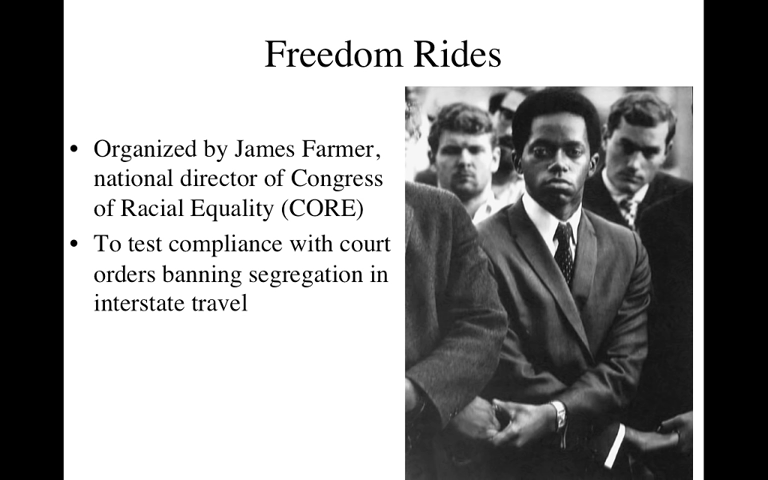 Freedom Rides
• Organized by James Farmer,
national director of Congress
of Racial Equality (CORE)
• To test compliance with court
orders banning segregation in
interstate travel